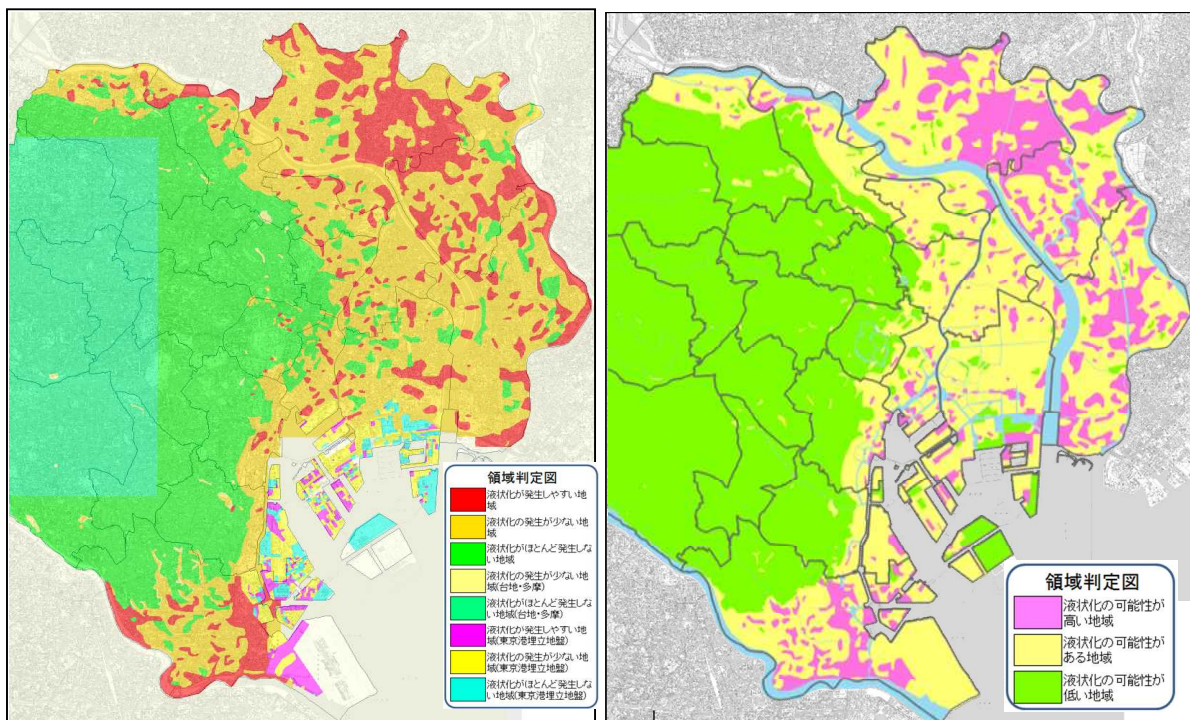 領域判定図
液状化が発生しやすい地
域
液状化の発生が少ない地
域
液状化がほとんど発生しな
い地域
液状化の発生が少ない地
域(台地・多摩)
液状化がほとんど発生しな
い地域(台地・多摩)
液状化が発生しやすい地
域(東京港埋立地盤)
液状化の発生が少ない地
域(東京港埋立地盤)
液状化がほとんど発生しな
い地域(東京港埋立地盤)
領域判定図
液状化の可能性が
高い地域
液状化の可能性が
ある地域
液状化の可能性が
低い地域